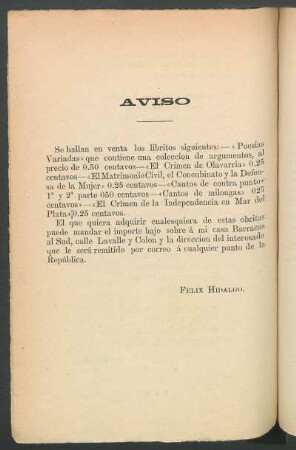 AVISO
Se hallan en venta los libritos siguientes: — «Poesías
Variadas» que contiene una coleccion de argumentos, al
precio de 0.50 centavos—«El Crímen de Olavarria» 0.25
centavos—«El Matrimonio Civil, el Concubinato y la Defen-
sa de la Mujer» 0.25 centavos—«Cantos de contra punto»
1ª y 2ª parte 050 centavos—«Cantos de milongas» 025
centavos—«El Crímen de la Independencia en Mar del
Plata»0.25 centavos.
El que quiera adquirir cualesquiera de estas obritas
puede mandar el importe bajo sobre á mi casa Barracas
al Sud, calle Lavalle y Colon y la direccion del interesado
que le será remitido por correo á cualquier punto de la
República.
FELIX HIDALGO.